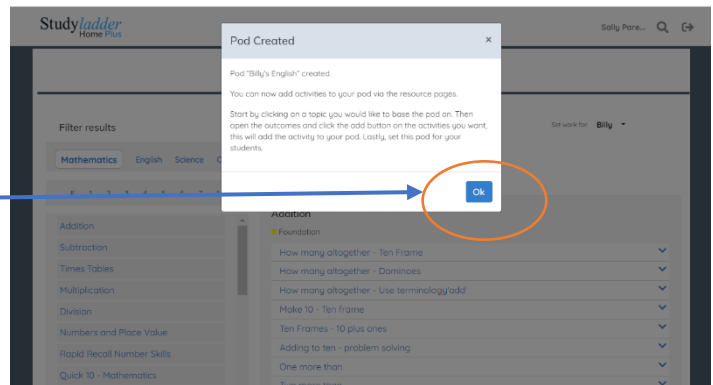 Studyladder
Home Plus
Sally Pare...
Pod Created
×
Pod "Billy's English" created.
You can now add activities to your pod via the resource pages.
Start by clicking on a topic you would like to base the pod on. Then
open the outcomes and click the add button on the activities you want,
this will add the activity to your pod. Lastly, set this pod for your
students.
Ok
Filter results
Set work for Billy
Mathematics English Science
Addition
Subtraction
Times Tables
Multiplication
Division
Numbers and Place Value
Rapid Recall Number Skills
Quick 10 - Mathematics
Addition
Foundation
How many altogether - Ten Frame
How many altogether - Dominoes
How many altogether - Use terminology'add'
Make 10 - Ten frame
Ten Frames - 10 plus ones
Adding to ten - problem solving
One more than